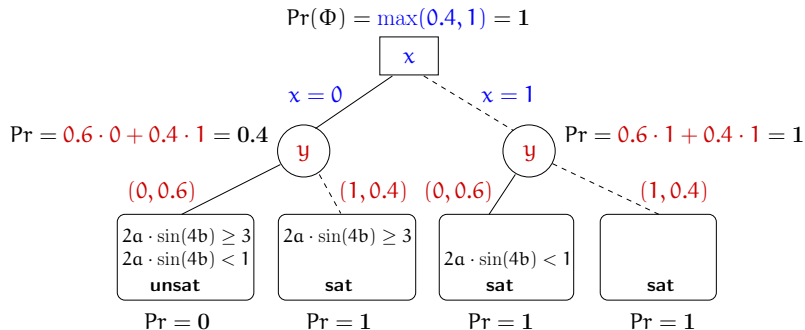 Pr(Φ) = max(0.4, 1) = 1
x
x = 0
x = 1
Pr = 0.6 · 0 + 0.4 · 1 = 0.4
y
y
Pr = 0.6 · 1 + 0.4 · 1 = 1
(0, 0.6)
(1, 0.4)
(0, 0.6)
(1, 0.4)
2a · sin(4b) ≥ 3
2a · sin(4b) < 1
unsat
2a · sin(4b) ≥ 3
sat
2a · sin(4b) < 1
sat
sat
Pr = 0
Pr = 1
Pr = 1
Pr = 1